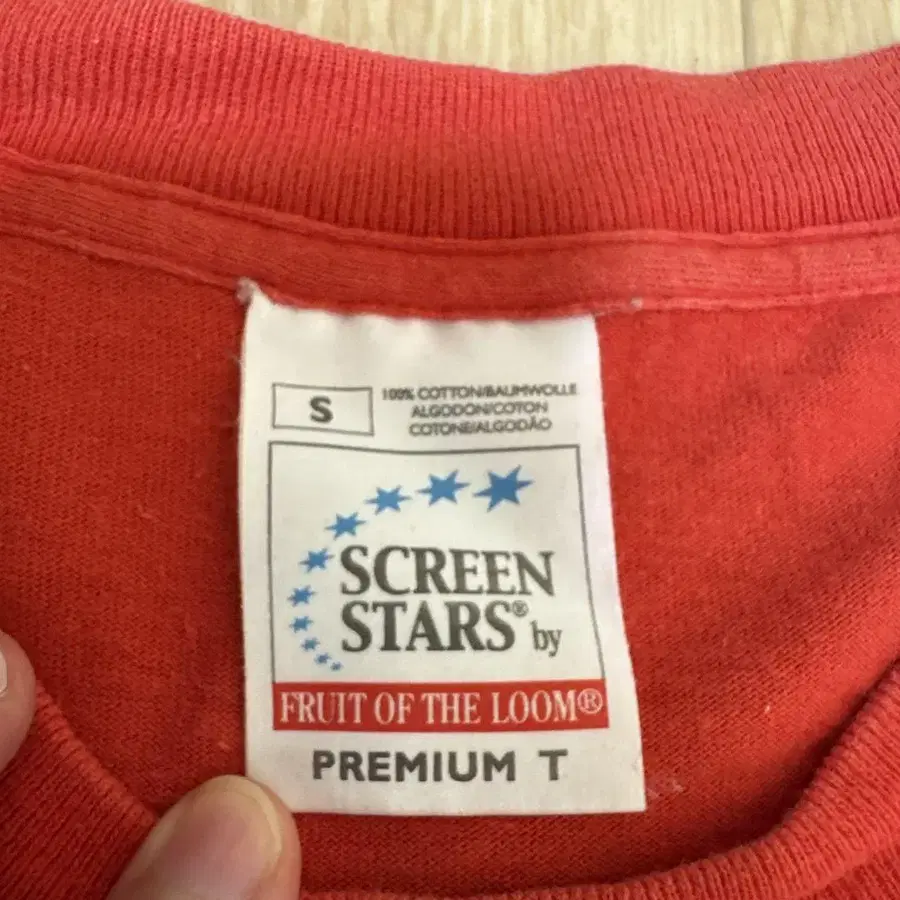 S
100% COTTON/BAUMWOLLE
ALGODON/COTON
COTONE/ALGODÃO
SCREEN
STARS® by
FRUIT OF THE LOOM®
PREMIUM T